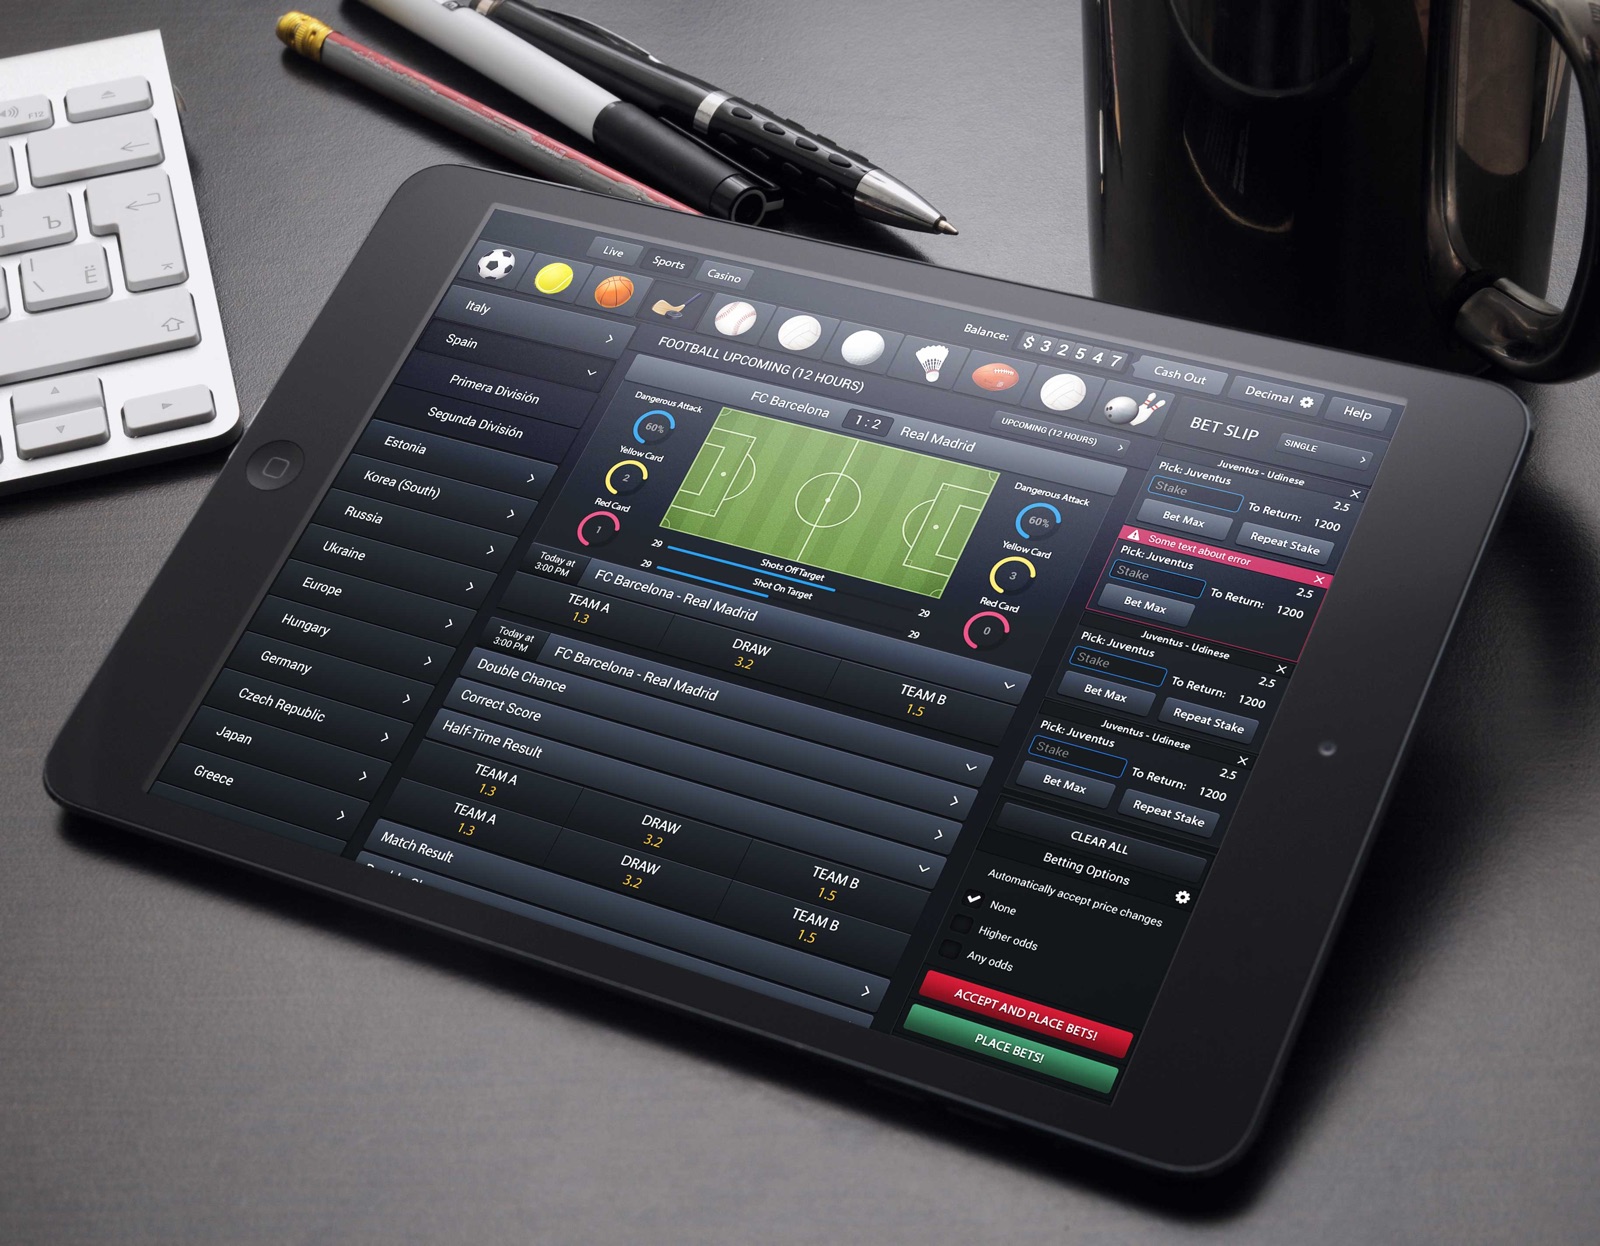 F12
Ъ
\
Ё
Live
Sports
Casino
Balance:
$ 3 2 5 4 7
Cash Out
Decimal
Help
Italy
Spain
Primera División
Segunda División
Estonia
Korea (South)
Russia
Ukraine
Europe
Hungary
Germany
Czech Republic
Japan
Greece
FOOTBALL UPCOMING (12 HOURS)
UPCOMING (12 HOURS)
FC Barcelona
1 : 2
Real Madrid
Dangerous Attack
60%
Yellow Card
2
Red Card
1
Dangerous Attack
60%
Yellow Card
3
Red Card
0
29
Shots Off Target
29
29
Shot On Target
29
Today at
3:00 PM
FC Barcelona - Real Madrid
TEAM A
1.3
DRAW
3.2
TEAM B
1.5
Today at
3:00 PM
FC Barcelona - Real Madrid
Double Chance
Correct Score
Half-Time Result
TEAM A
1.3
DRAW
3.2
TEAM B
1.5
TEAM A
1.3
DRAW
3.2
TEAM B
1.5
Match Result
BET SLIP
SINGLE
Juventus - Udinese
Pick: Juventus
2.5
Stake
To Return:
1200
Bet Max
Repeat Stake
Some text about error
Pick: Juventus
2.5
Stake
To Return:
1200
Bet Max
Juventus - Udinese
Pick: Juventus
2.5
Stake
To Return:
1200
Bet Max
Repeat Stake
Juventus - Udinese
Pick: Juventus
2.5
Stake
To Return:
1200
Bet Max
Repeat Stake
CLEAR ALL
Betting Options
Automatically accept price changes
None
Higher odds
Any odds
ACCEPT AND PLACE BETS!
PLACE BETS!